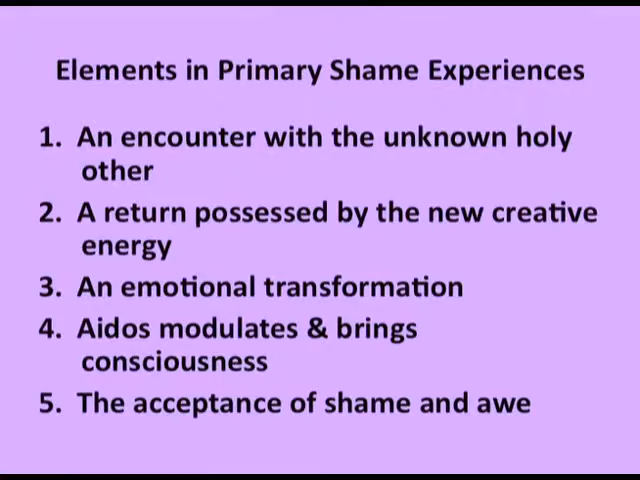 Elements in Primary Shame Experiences
1. An encounter with the unknown holy
other
2. A return possessed by the new creative
energy
3. An emotional transformation
4. Aidos modulates & brings
consciousness
5. The acceptance of shame and awe